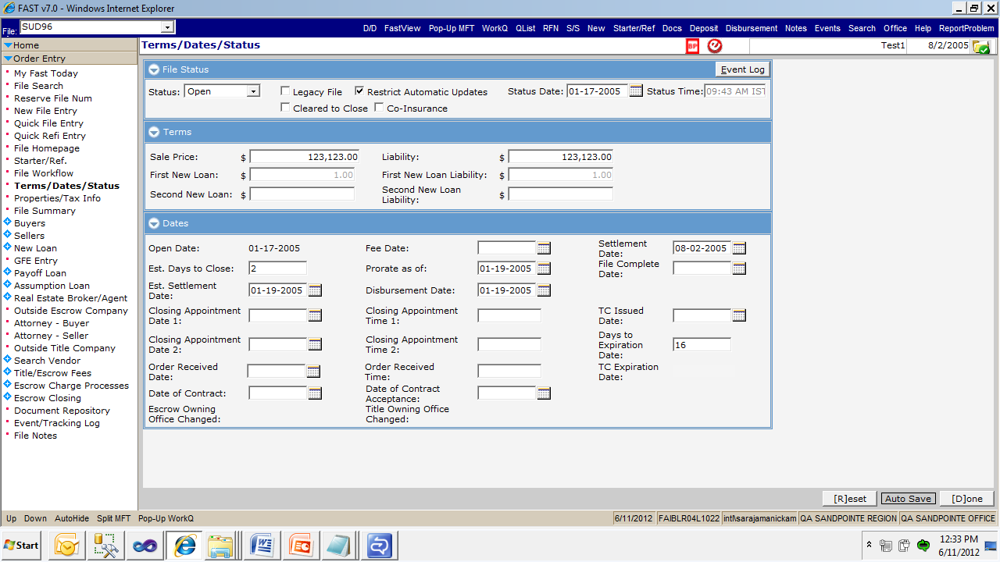 FAST v7.0 - Windows Internet Explorer
File: SUD96
D/D FastView Pop-Up MFT WorkQ QList RFN S/S New Starter/Ref Docs Deposit Disbursement Notes Events Search Office Help ReportProblem
Home
Order Entry
My Fast Today
File Search
Reserve File Num
New File Entry
Quick File Entry
Quick Refi Entry
File Homepage
Starter/Ref.
File Workflow
Terms/Dates/Status
Properties/Tax Info
File Summary
Buyers
Sellers
New Loan
GFE Entry
Payoff Loan
Assumption Loan
Real Estate Broker/Agent
Outside Escrow Company
Attorney - Buyer
Attorney - Seller
Outside Title Company
Search Vendor
Title/Escrow Fees
Escrow Charge Processes
Escrow Closing
Document Repository
Event/Tracking Log
File Notes
Terms/Dates/Status BP Test1 8/2/2005
File Status Event Log
Status: Open Legacy File Restrict Automatic Updates Status Date: 01-17-2005 Status Time: 09:43 AM IST
Cleared to Close Co-Insurance
Terms
Sale Price: $ 123,123.00 Liability: $ 123,123.00
First New Loan: $ 1.00 First New Loan Liability: $ 1.00
Second New Loan: $ Second New Loan Liability: $
Dates
Open Date: 01-17-2005 Fee Date: Settlement Date: 08-02-2005
Est. Days to Close: 2 Prorate as of: 01-19-2005 File Complete Date:
Est. Settlement Date: 01-19-2005 Disbursement Date: 01-19-2005
Closing Appointment Date 1: Closing Appointment Time 1: TC Issued Date:
Closing Appointment Date 2: Closing Appointment Time 2: Days to Expiration Date: 16
Order Received Date: Order Received Time: TC Expiration Date:
Date of Contract: Date of Contract Acceptance:
Escrow Owning Office Changed: Title Owning Office Changed:
[R]eset Auto Save [D]one
Up Down AutoHide Split MFT Pop-Up WorkQ 6/11/2012 FAIBLR04L1022 intl\sarajamanickam QA SANDPOINTE REGION QA SANDPOINTE OFFICE
Start 12:33 PM
6/11/2012